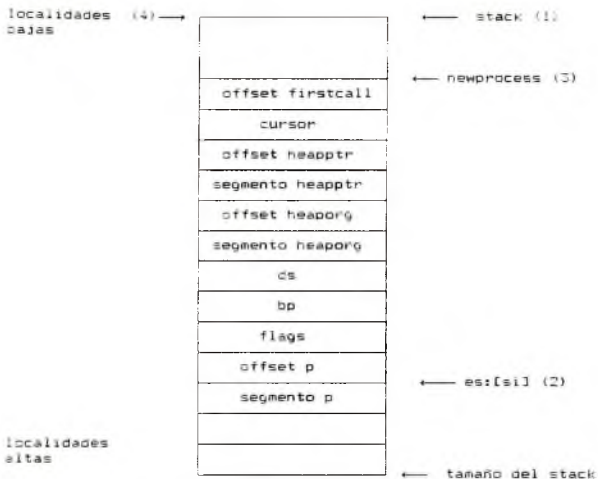 localidades (4)
bajas
stack (1)
newprocess (3)
offset firstcall
cursor
offset heapptr
segmento heapptr
offset heaporg
segmento heaporg
ds
bp
flags
offset p
es:[si] (2)
segmento p
localidades
altas
tamaño del stack